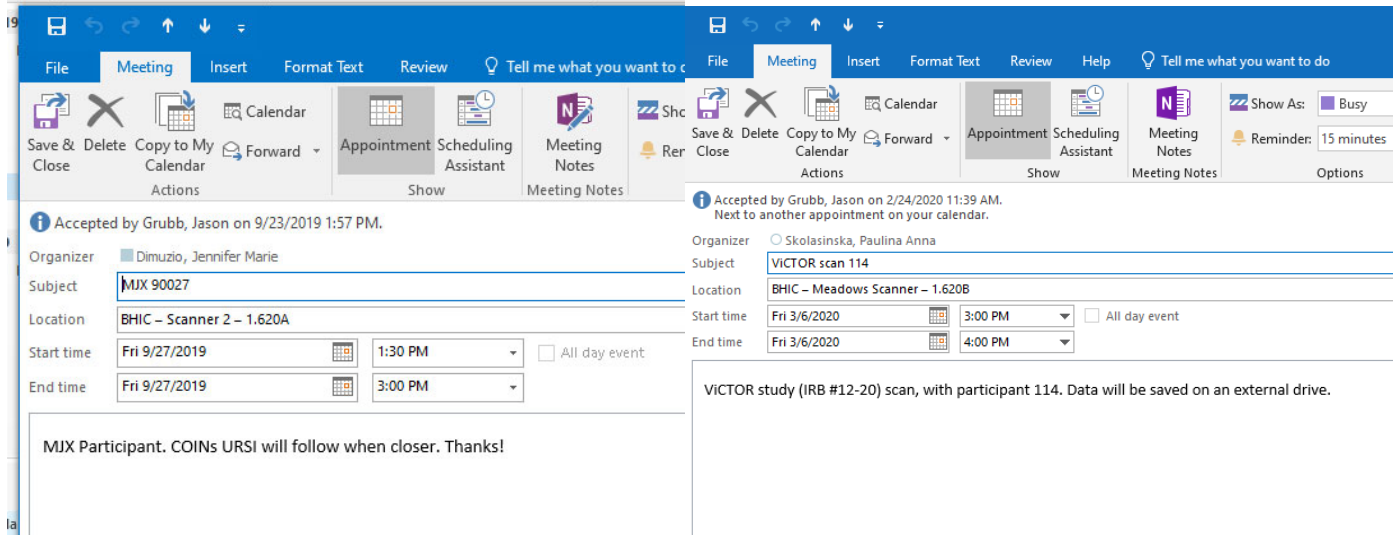 19
File Meeting Insert Format Text Review Tell me what you want to
Calendar
Save & Close Delete Copy to My Calendar Forward Appointment Scheduling Assistant Meeting Notes
Actions Show Meeting Notes
Accepted by Grubb, Jason on 9/23/2019 1:57 PM.
Organizer Dimuzio, Jennifer Marie
Subject MJX 90027
Location BHIC – Scanner 2 – 1.620A
Start time Fri 9/27/2019 1:30 PM All day event
End time Fri 9/27/2019 3:00 PM
MJX Participant. COINs URSI will follow when closer. Thanks!
File Meeting Insert Format Text Review Help Tell me what you want to do
Calendar Show As: Busy
Save & Close Delete Copy to My Calendar Forward Appointment Scheduling Assistant Meeting Notes Reminder: 15 minutes
Actions Show Meeting Notes Options
Accepted by Grubb, Jason on 2/24/2020 11:39 AM.
Next to another appointment on your calendar.
Organizer Skolasinska, Paulina Anna
Subject ViCTOR scan 114
Location BHIC – Meadows Scanner – 1.620B
Start time Fri 3/6/2020 3:00 PM All day event
End time Fri 3/6/2020 4:00 PM
ViCTOR study (IRB #12-20) scan, with participant 114. Data will be saved on an external drive.